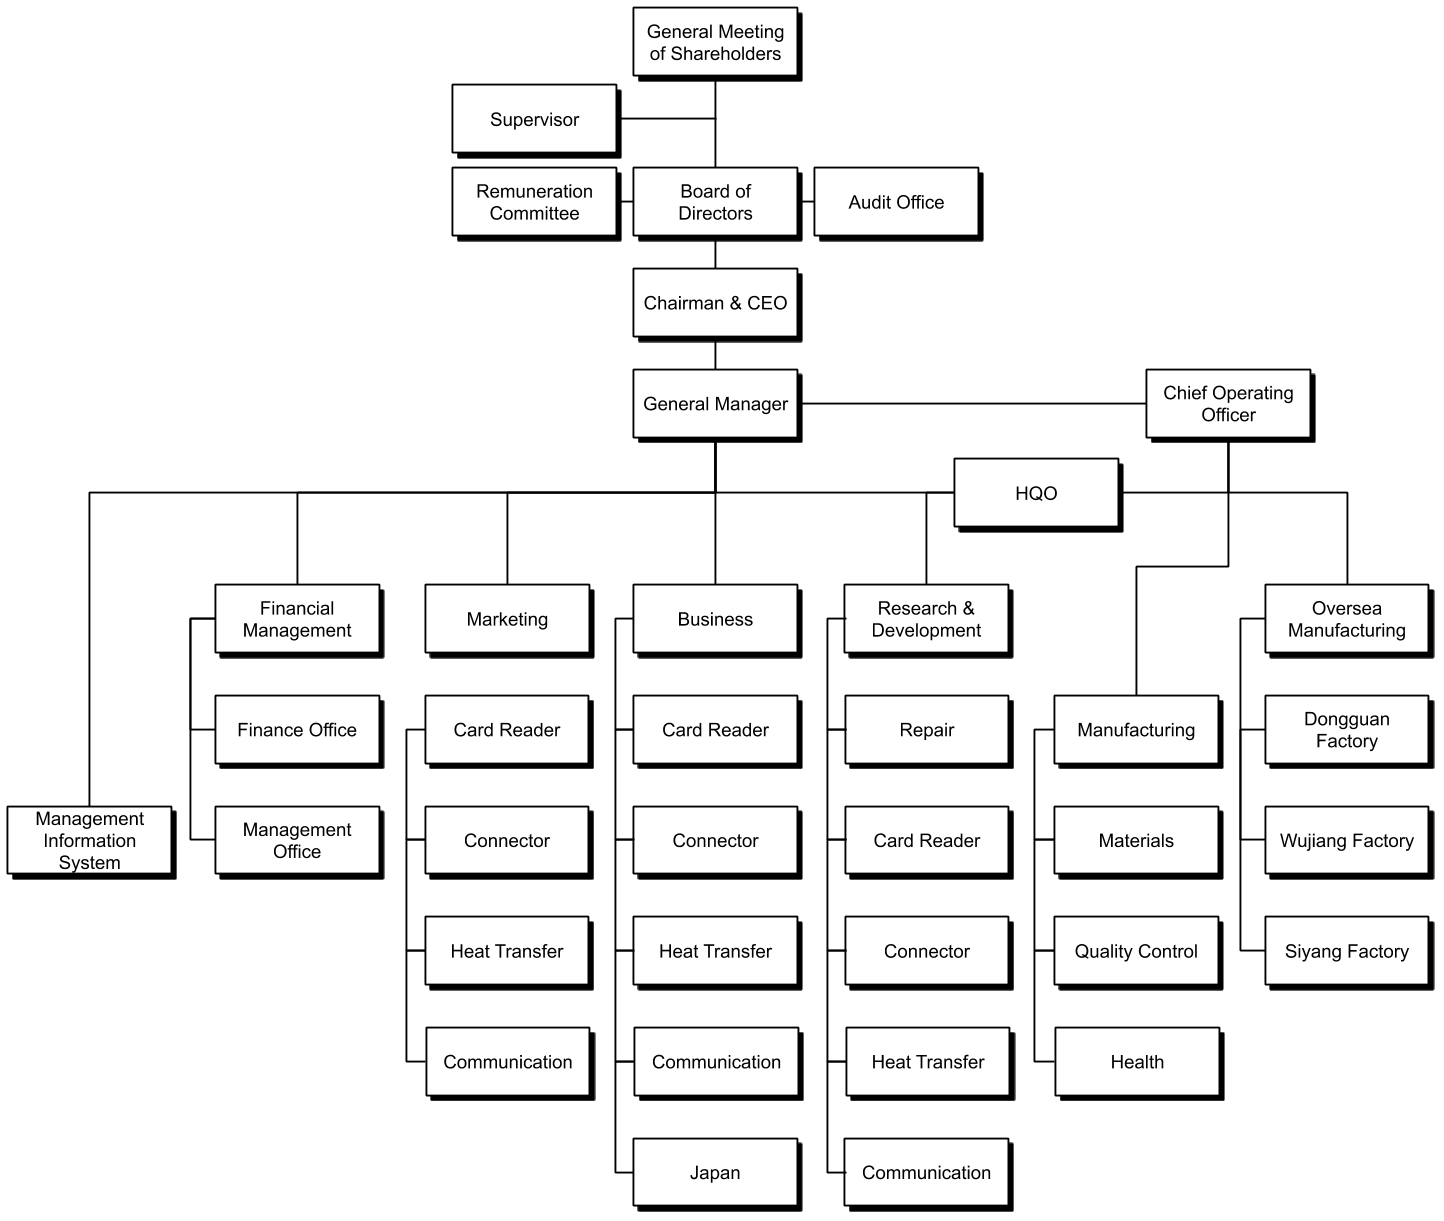 General Meeting
of Shareholders
Supervisor
Remuneration
Committee
Board of
Directors
Audit Office
Chairman & CEO
General Manager
Chief Operating
Officer
HQO
Financial
Management
Marketing
Business
Research &
Development
Oversea
Manufacturing
Finance Office
Card Reader
Card Reader
Repair
Manufacturing
Dongguan
Factory
Management
Information
System
Management
Office
Connector
Connector
Card Reader
Materials
Wujiang Factory
Heat Transfer
Heat Transfer
Connector
Quality Control
Siyang Factory
Communication
Communication
Heat Transfer
Health
Japan
Communication